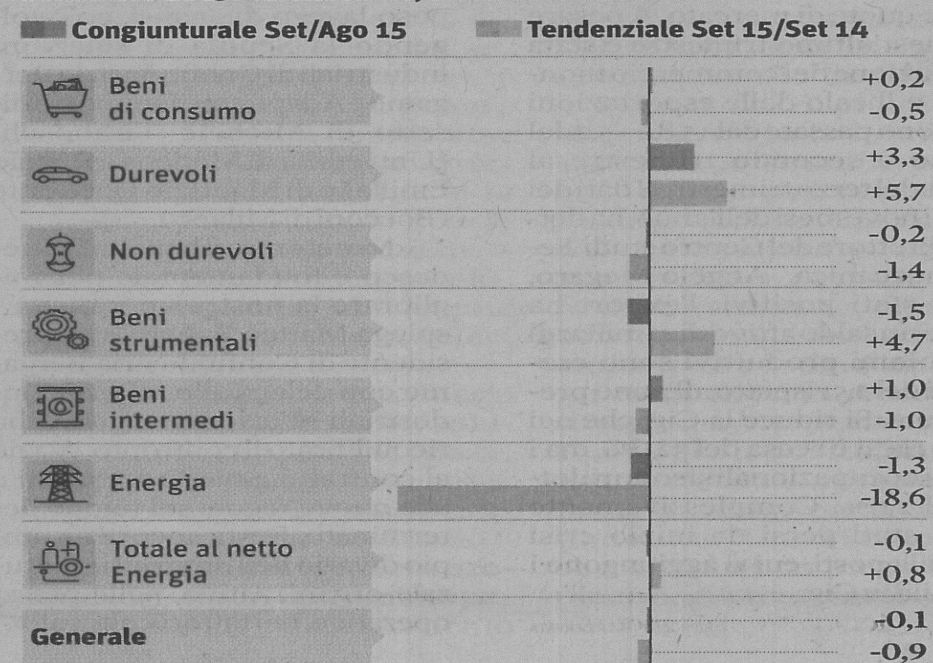 Congiunturale Set/Ago 15 Tendenziale Set 15/Set 14
Beni
di consumo
+0,2
-0,5
Durevoli
+3,3
+5,7
Non durevoli
-0,2
-1,4
Beni
strumentali
-1,5
+4,7
Beni
intermedi
+1,0
-1,0
Energia
-1,3
-18,6
Totale al netto
Energia
-0,1
+0,8
Generale
-0,1
-0,9